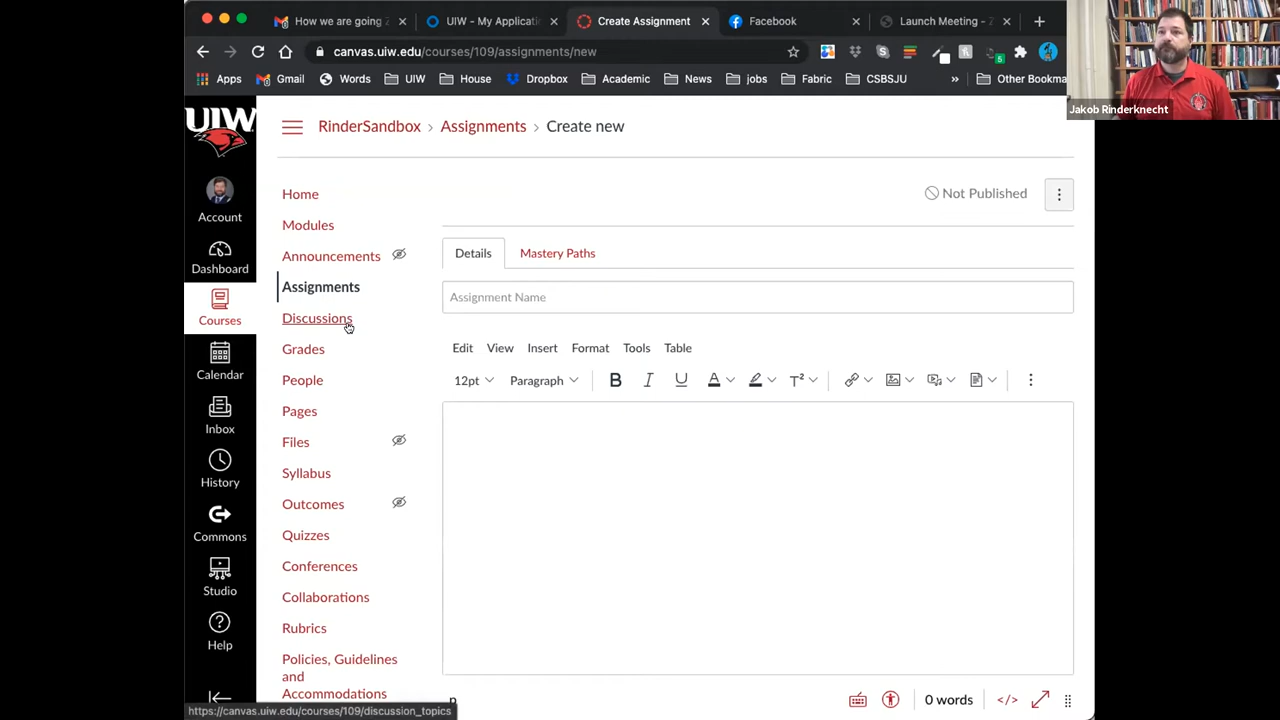 How we are going
UIW - My Applicati
Create Assignment
Facebook
Launch Meeting - Z
canvas.uiw.edu/courses/109/assignments/new
5
Apps
Gmail
Words
UIW
House
Dropbox
Academic
News
jobs
Fabric
CSBSJU
»
Other Bookma
Jakob Rinderknecht
UIW
RinderSandbox › Assignments › Create new
Account
Dashboard
Courses
Calendar
Inbox
History
Commons
Studio
Help
Home
Modules
Announcements
Assignments
Discussions
Grades
People
Pages
Files
Syllabus
Outcomes
Quizzes
Conferences
Collaborations
Rubrics
Policies, Guidelines
and
Accommodations
Not Published
Details
Mastery Paths
Assignment Name
Edit
View
Insert
Format
Tools
Table
12pt
Paragraph
B I U A T²
p
0 words
</>
https://canvas.uiw.edu/courses/109/discussion_topics